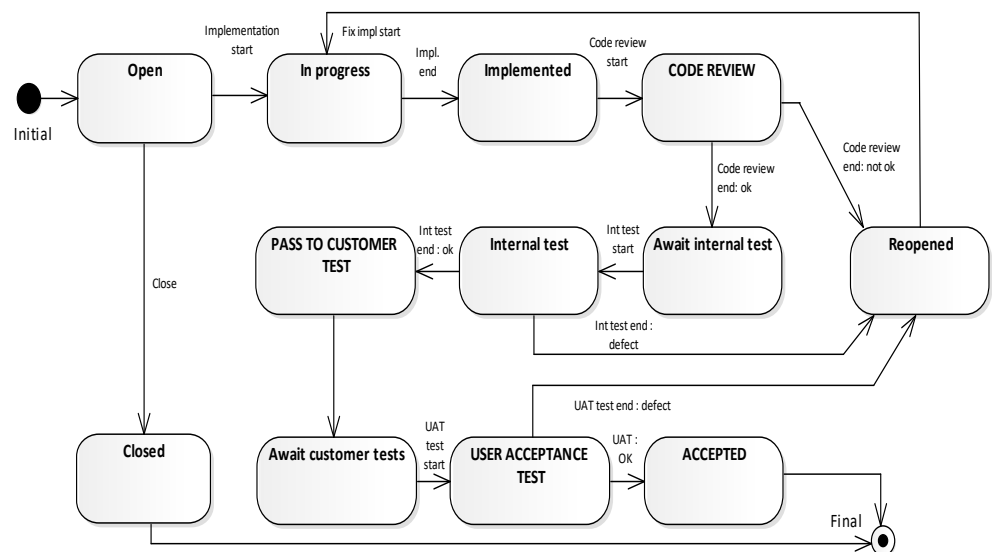 Implementation
start
Fix impl start
Impl.
end
Code review
start
Open
In progress
Implemented
CODE REVIEW
Initial
Code review
end: ok
Code review
end: not ok
PASS TO CUSTOMER
TEST
Int test
end : ok
Internal test
Int test
start
Await internal test
Reopened
Close
Int test end :
defect
UAT test end : defect
Closed
Await customer tests
UAT
test
start
USER ACCEPTANCE
TEST
UAT :
OK
ACCEPTED
Final